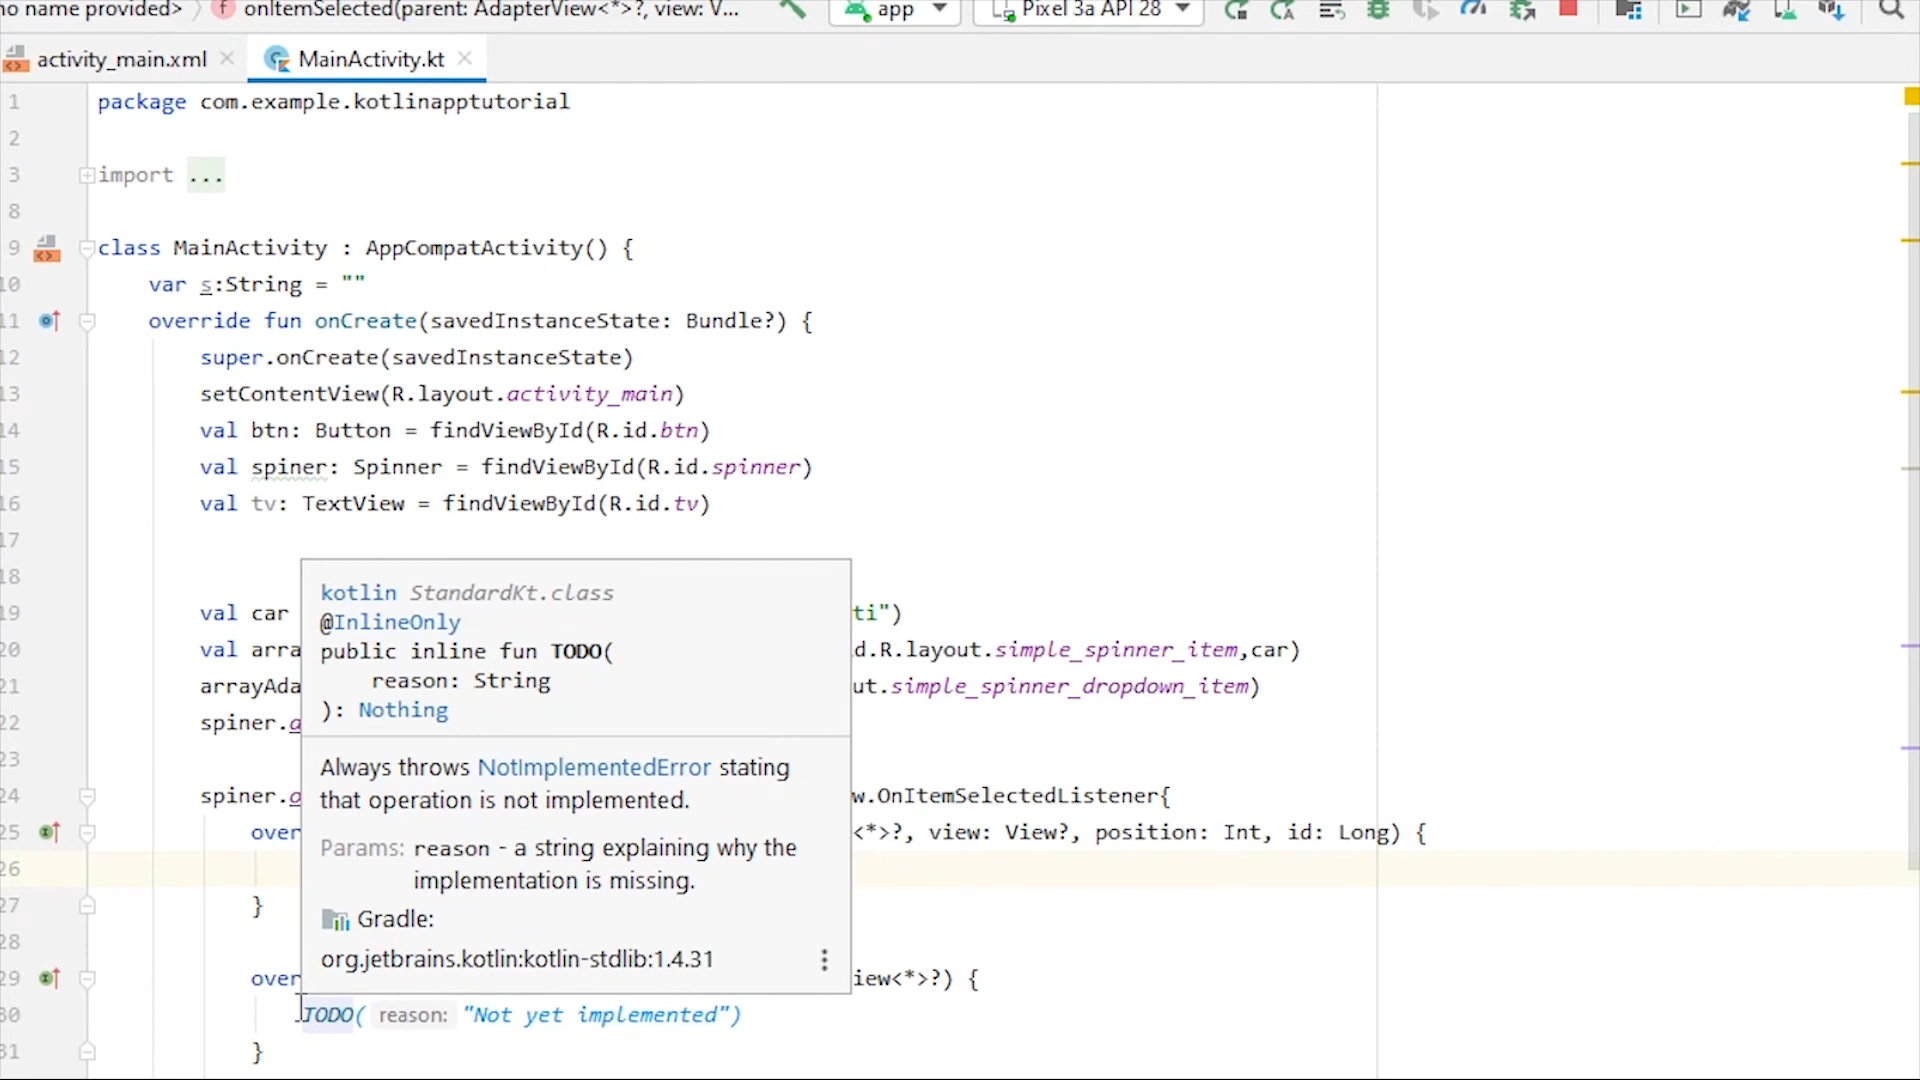 no name provided> onItemSelected(parent: AdapterView<*>?, view: V... app Pixel 3a API 28
activity_main.xml MainActivity.kt
1 package com.example.kotlinapptutorial
2
3 import ...
8
9 class MainActivity : AppCompatActivity() {
10 var s:String = ""
11 override fun onCreate(savedInstanceState: Bundle?) {
12 super.onCreate(savedInstanceState)
13 setContentView(R.layout.activity_main)
14 val btn: Button = findViewById(R.id.btn)
15 val spiner: Spinner = findViewById(R.id.spinner)
16 val tv: TextView = findViewById(R.id.tv)
17
18
19 val car ti")
20 val arra d.R.layout.simple_spinner_item,car)
21 arrayAda ut.simple_spinner_dropdown_item)
22 spiner.a
23
24 spiner.o w.OnItemSelectedListener{
25 over <*>?, view: View?, position: Int, id: Long) {
26
27 }
28
29 over iew<*>?) {
30 TODO( reason: "Not yet implemented")
31 }
kotlin StandardKt.class
@InlineOnly
public inline fun TODO(
reason: String
): Nothing
Always throws NotImplementedError stating
that operation is not implemented.
Params: reason - a string explaining why the
implementation is missing.
Gradle:
org.jetbrains.kotlin:kotlin-stdlib:1.4.31